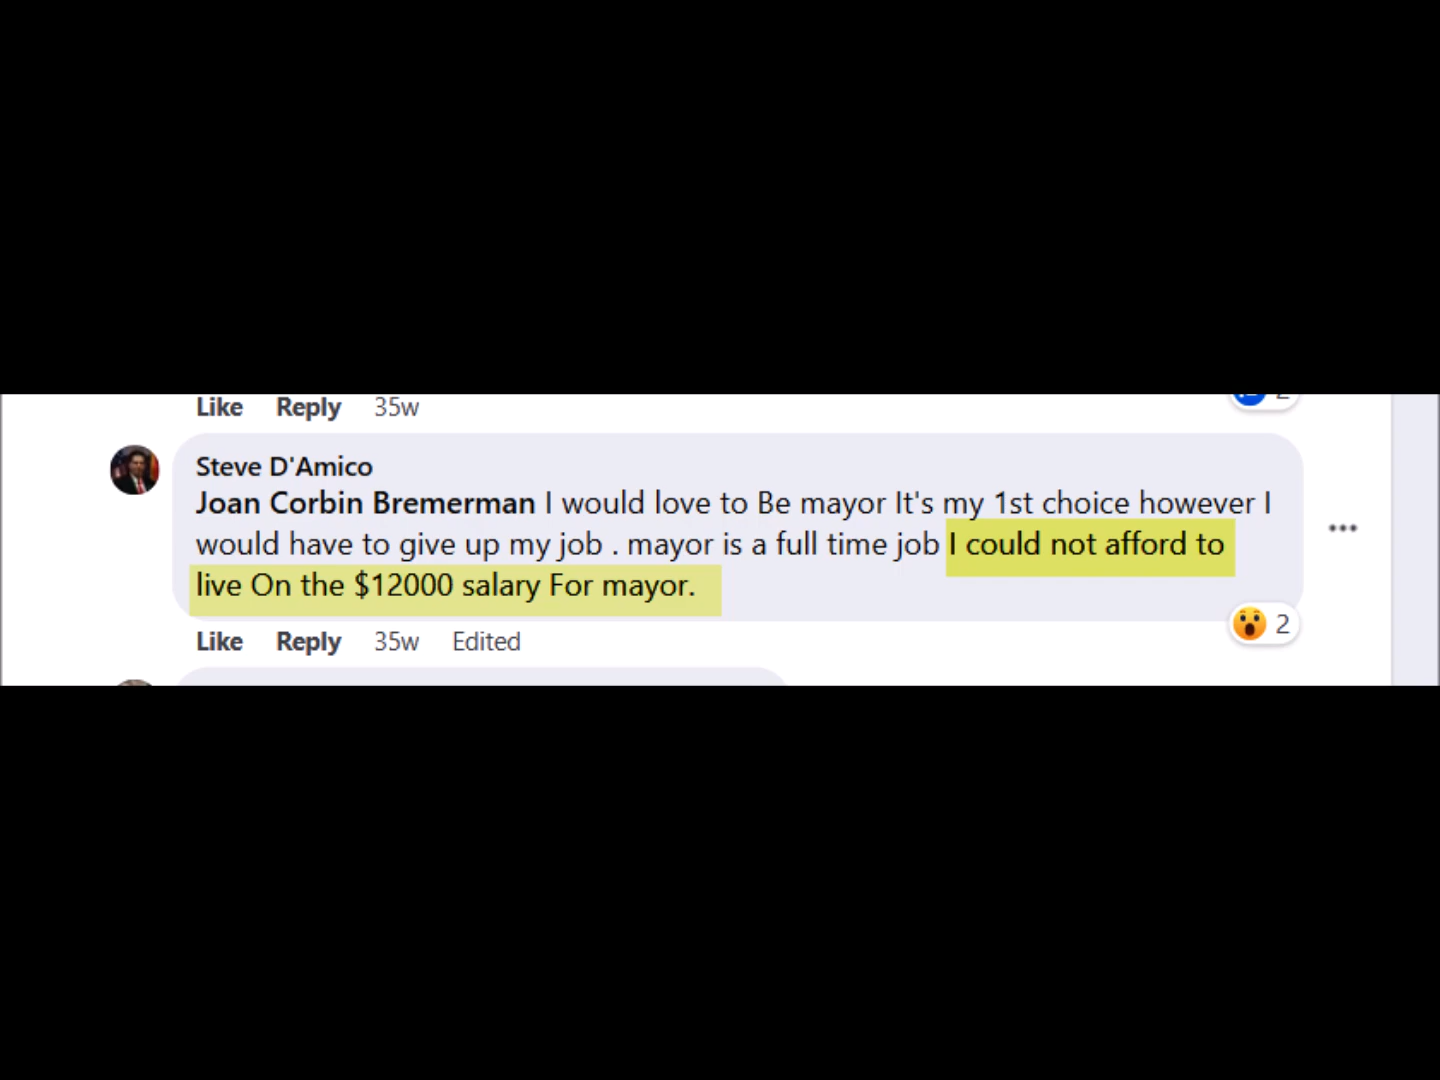 Like Reply 35w
Steve D'Amico
Joan Corbin Bremerman I would love to Be mayor It's my 1st choice however I
would have to give up my job . mayor is a full time job I could not afford to
live On the $12000 salary For mayor.
2
Like Reply 35w Edited